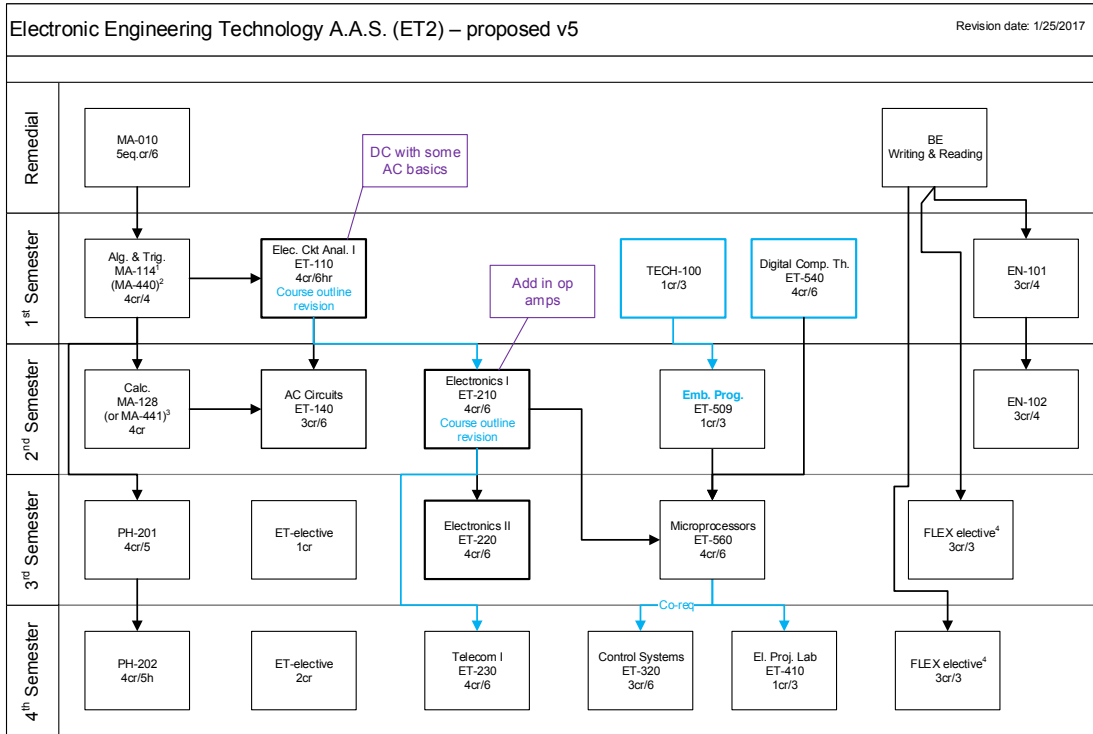 Electronic Engineering Technology A.A.S. (ET2) – proposed v5
Revision date: 1/25/2017
Remedial
MA-010
5eq.cr/6
DC with some
AC basics
BE
Writing & Reading
1st Semester
Alg. & Trig.
MA-114¹
(MA-440)²
4cr/4
Elec. Ckt Anal. I
ET-110
4cr/6hr
Course outline
revision
Add in op
amps
TECH-100
1cr/3
Digital Comp. Th.
ET-540
4cr/6
EN-101
3cr/4
2nd Semester
Calc.
MA-128
(or MA-441)³
4cr
AC Circuits
ET-140
3cr/6
Electronics I
ET-210
4cr/6
Course outline
revision
Emb. Prog.
ET-509
1cr/3
EN-102
3cr/4
3rd Semester
PH-201
4cr/5
ET-elective
1cr
Electronics II
ET-220
4cr/6
Microprocessors
ET-560
4cr/6
FLEX elective⁴
3cr/3
Co-req
4th Semester
PH-202
4cr/5h
ET-elective
2cr
Telecom I
ET-230
4cr/6
Control Systems
ET-320
3cr/6
El. Proj. Lab
ET-410
1cr/3
FLEX elective⁴
3cr/3